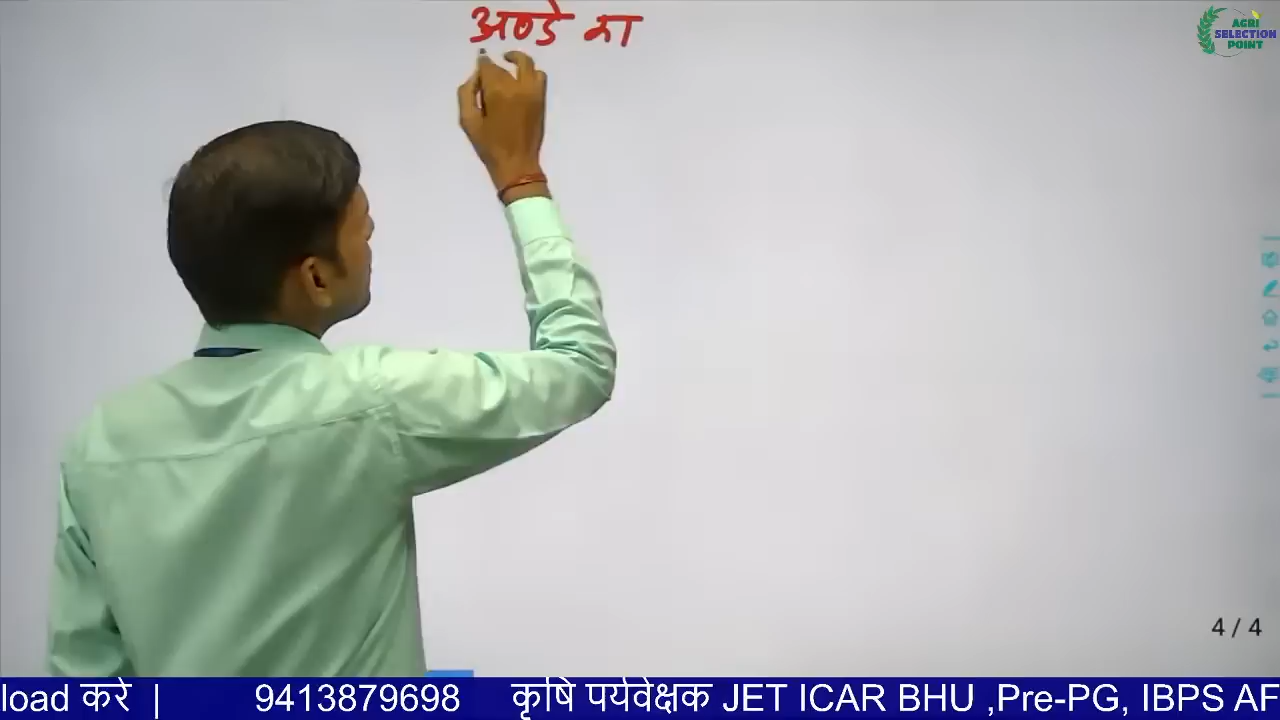 अण्डे का
AGRI
SELECTION
POINT
4 / 4
load करे | 9413879698 कृषि पर्यवेक्षक JET ICAR BHU ,Pre-PG, IBPS AF